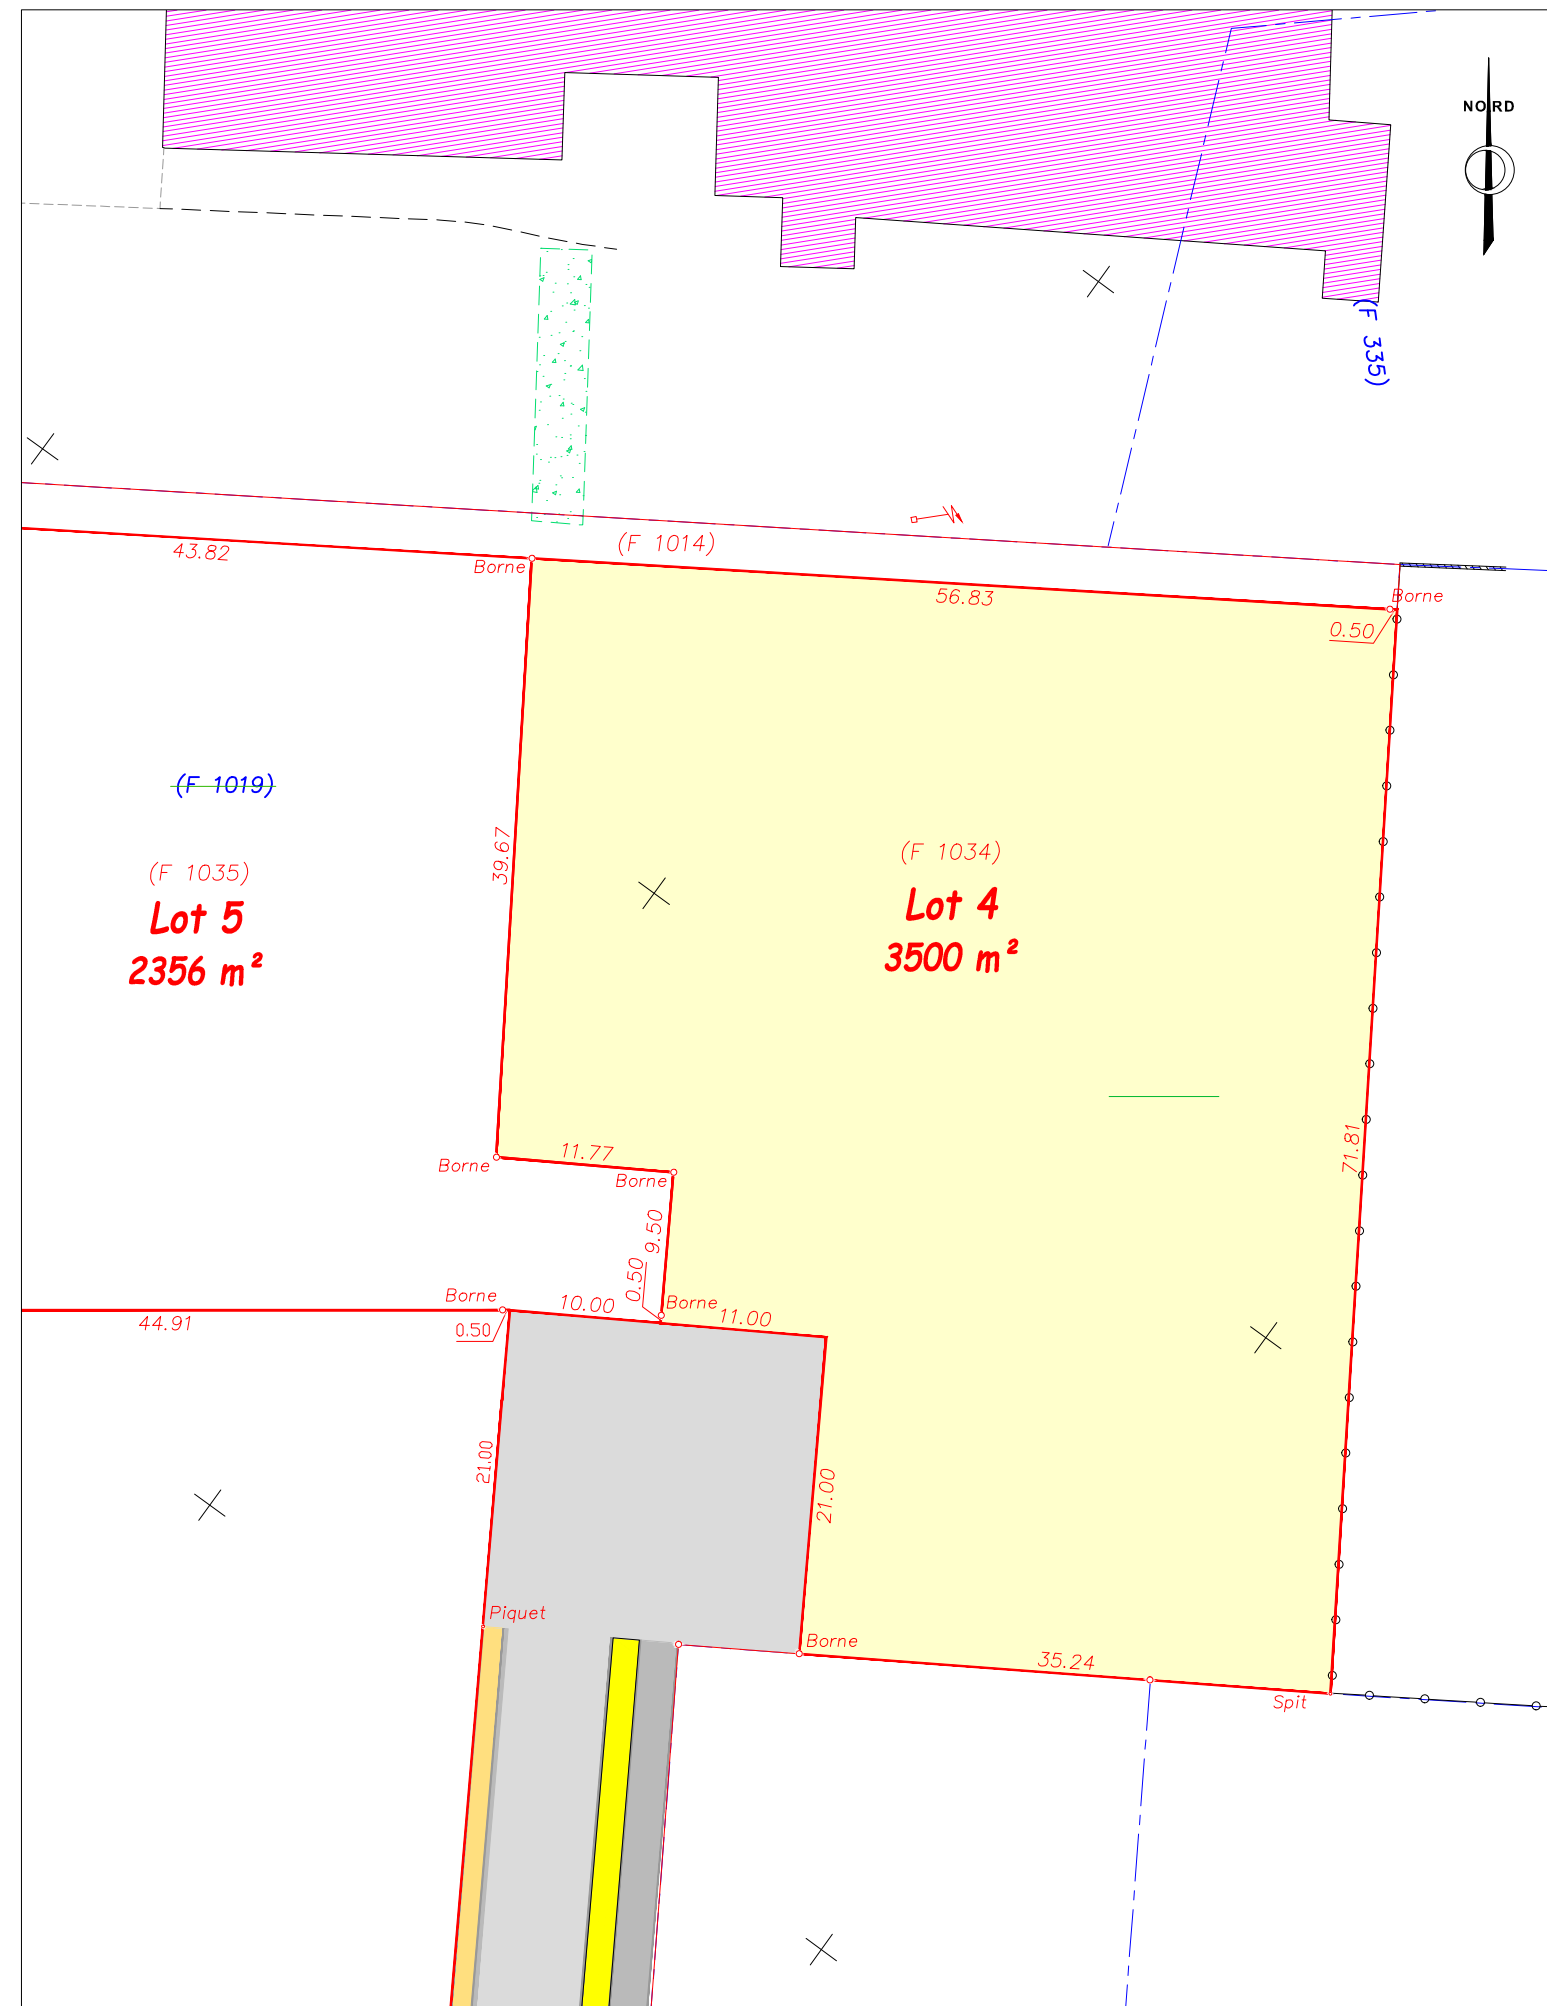 NORD
(F 335)
(F 1014)
43.82
Borne
56.83
Borne
0.50
(F 1019)
39.67
(F 1034)
(F 1035)
Lot 4
Lot 5
3500 m²
2356 m²
71.81
11.77
Borne
Borne
9.50
0.50
Borne
10.00
Borne
11.00
44.91
0.50
21.00
21.00
Piquet
Borne
35.24
Spit